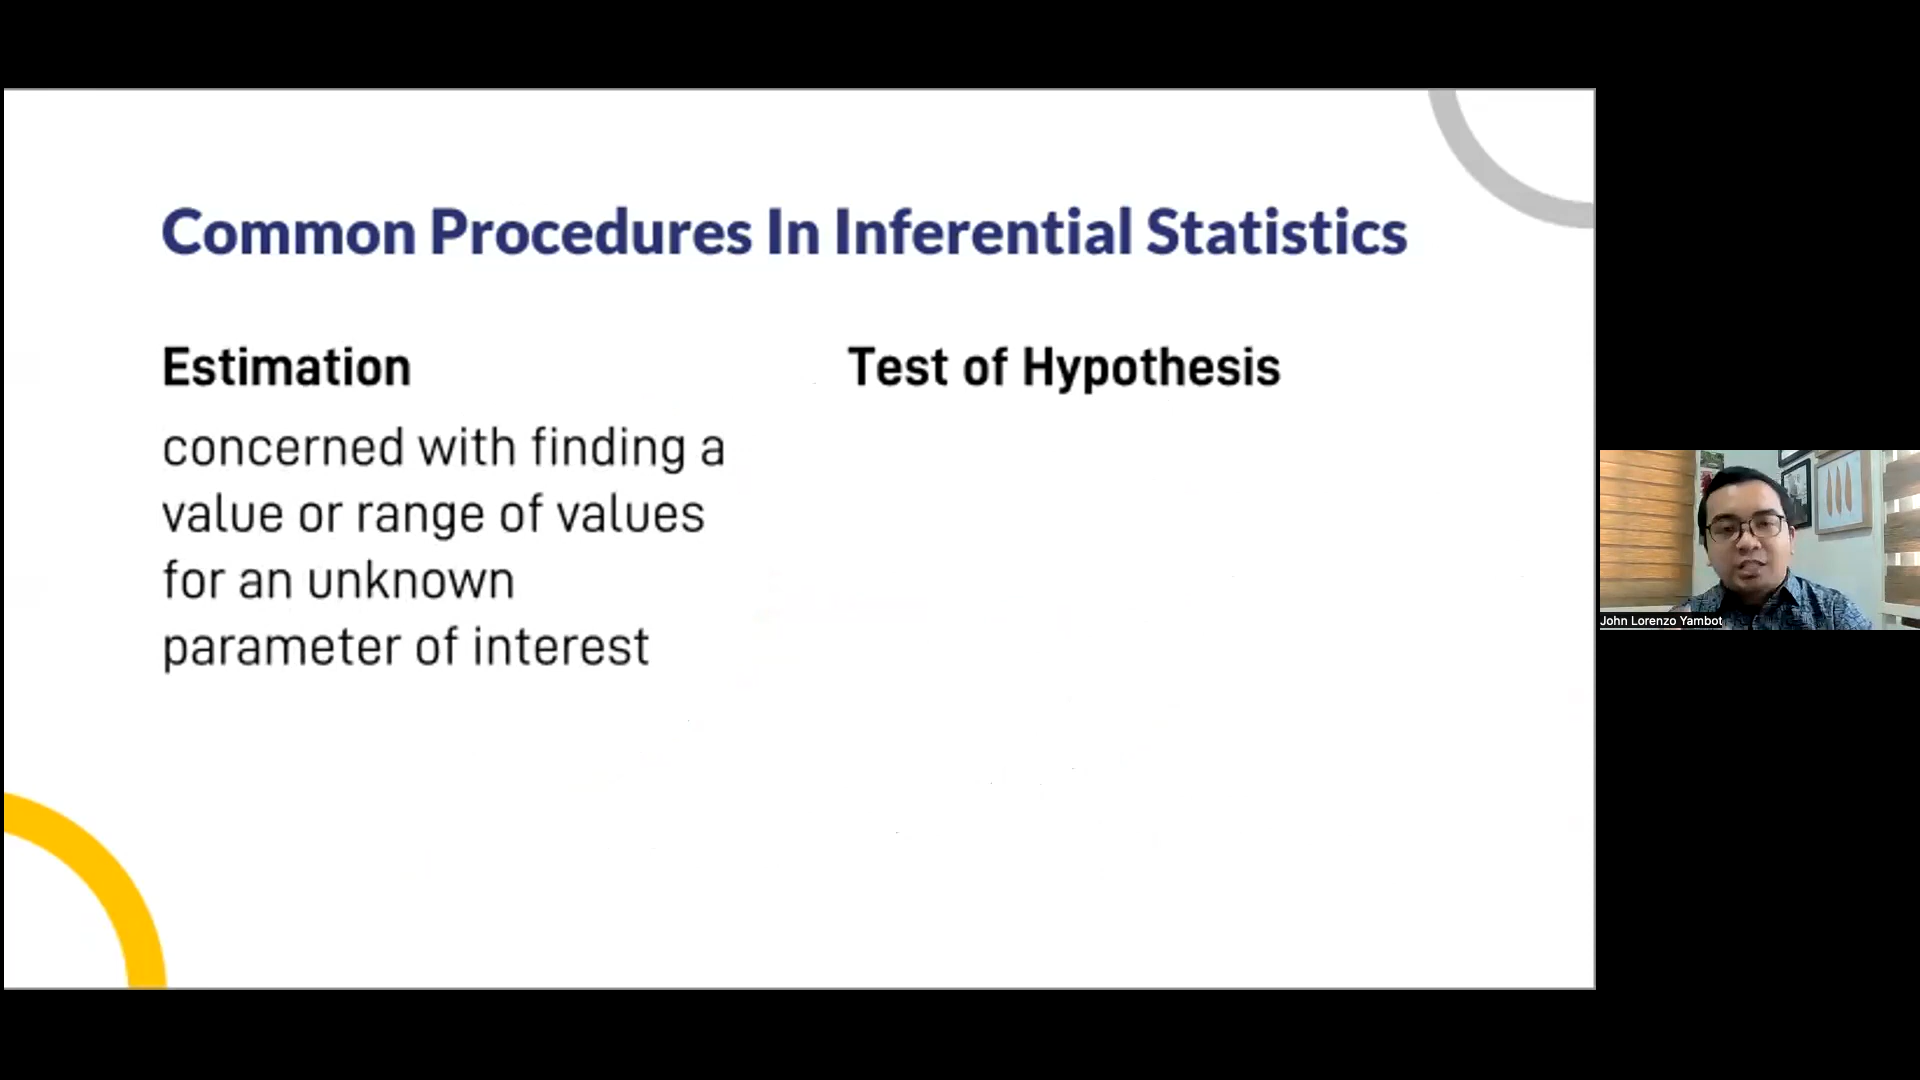 Common Procedures In Inferential Statistics
Estimation
concerned with finding a
value or range of values
for an unknown
parameter of interest
Test of Hypothesis
John Lorenzo Yambot